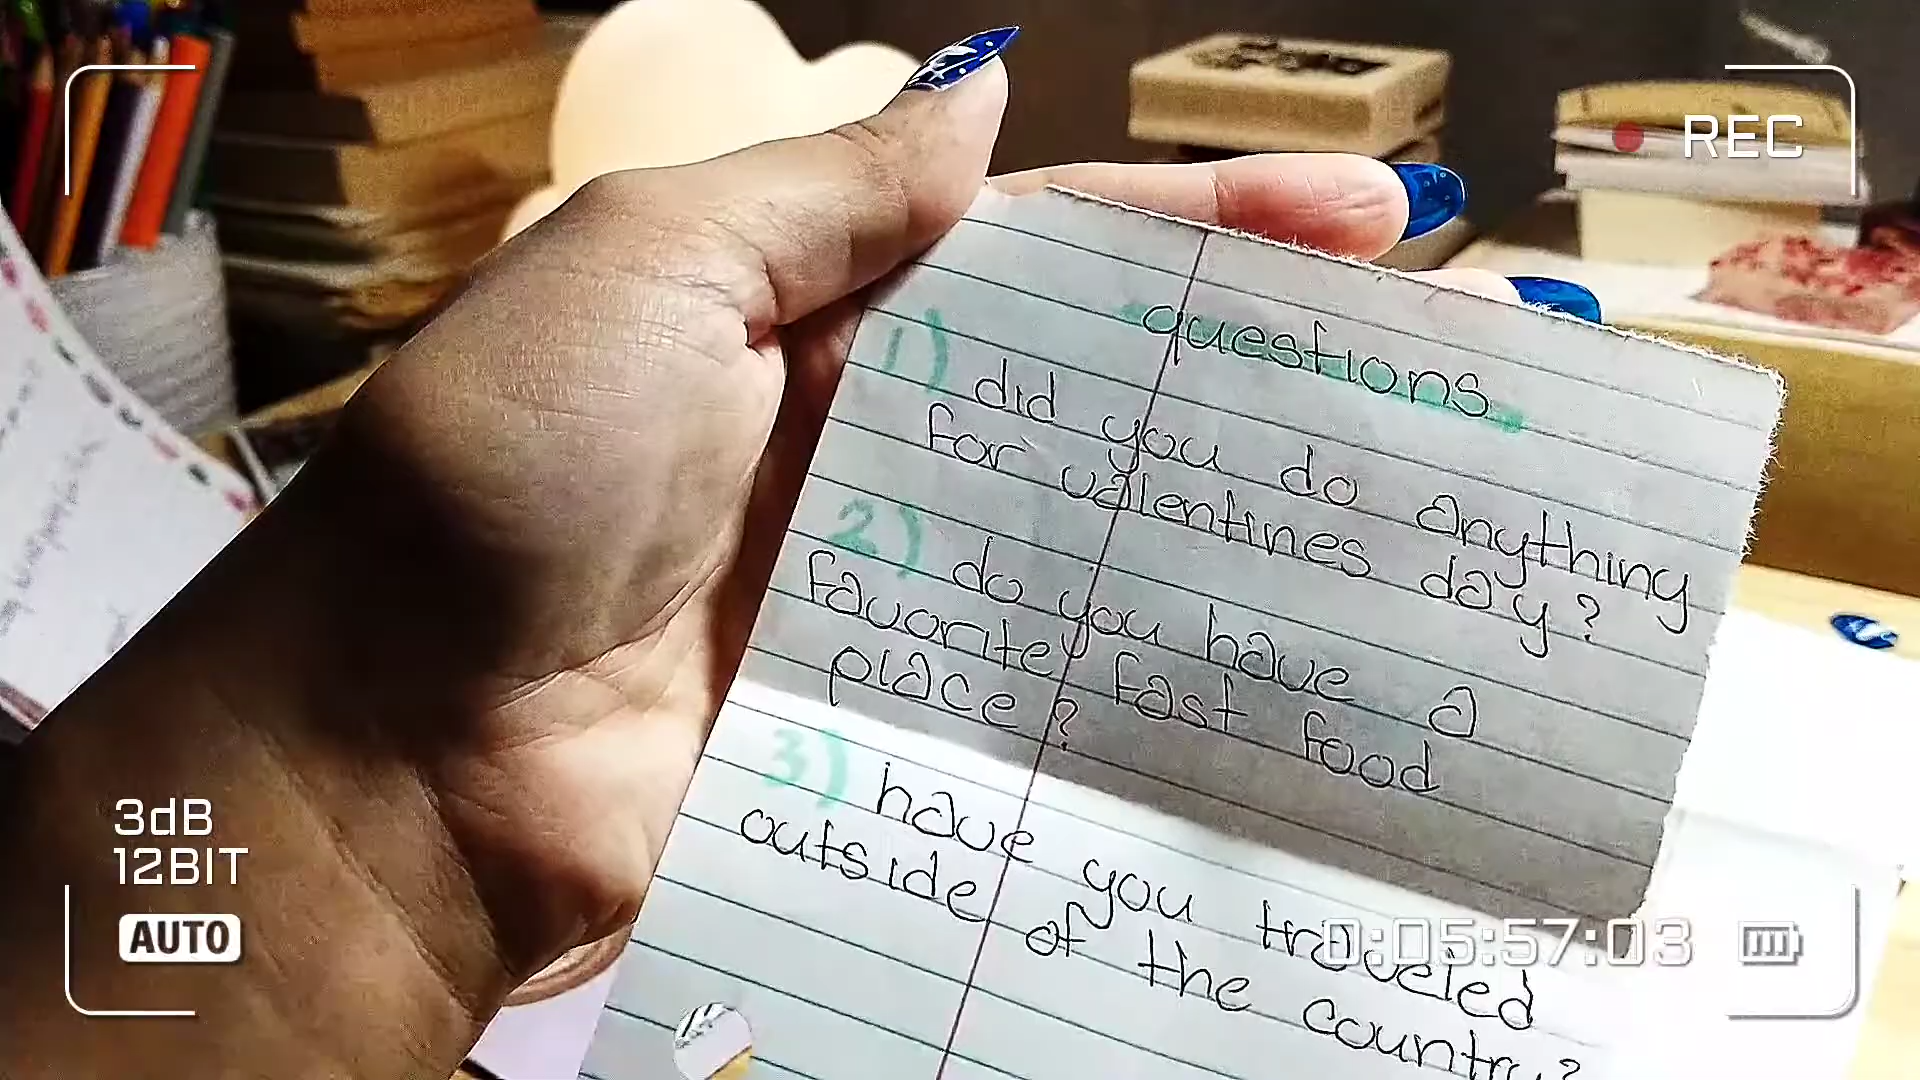 REC
questions
1) did you do anything
for valentines day?
2) do you have a
favorite fast food
place?
3) have you traveled
outside of the country?
3dB
12BIT
AUTO
0:05:57:03